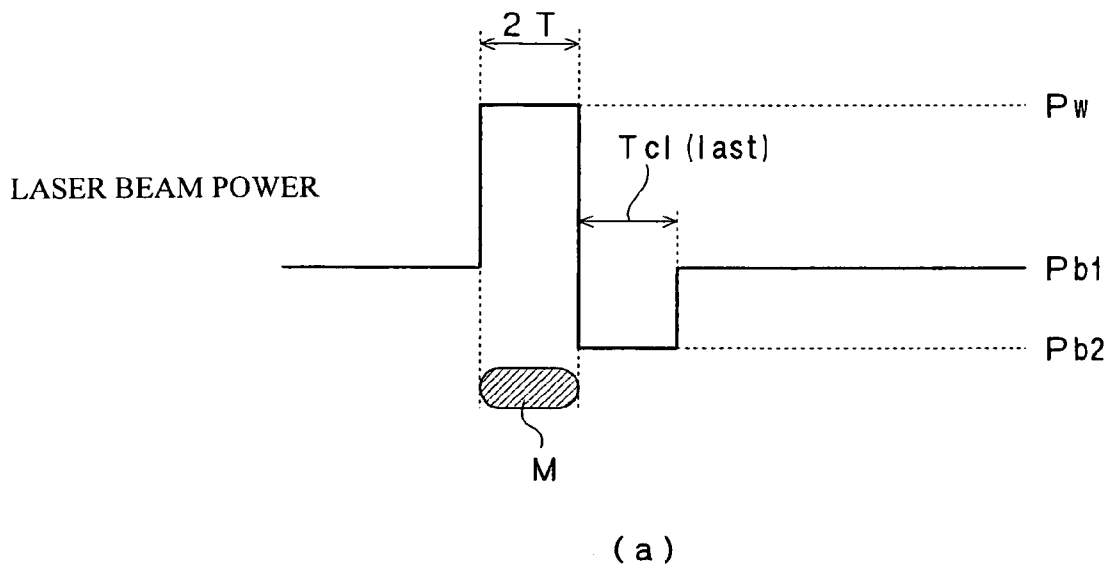 2 T
Pw
Tcl (last)
LASER BEAM POWER
Pb1
Pb2
M
(a)